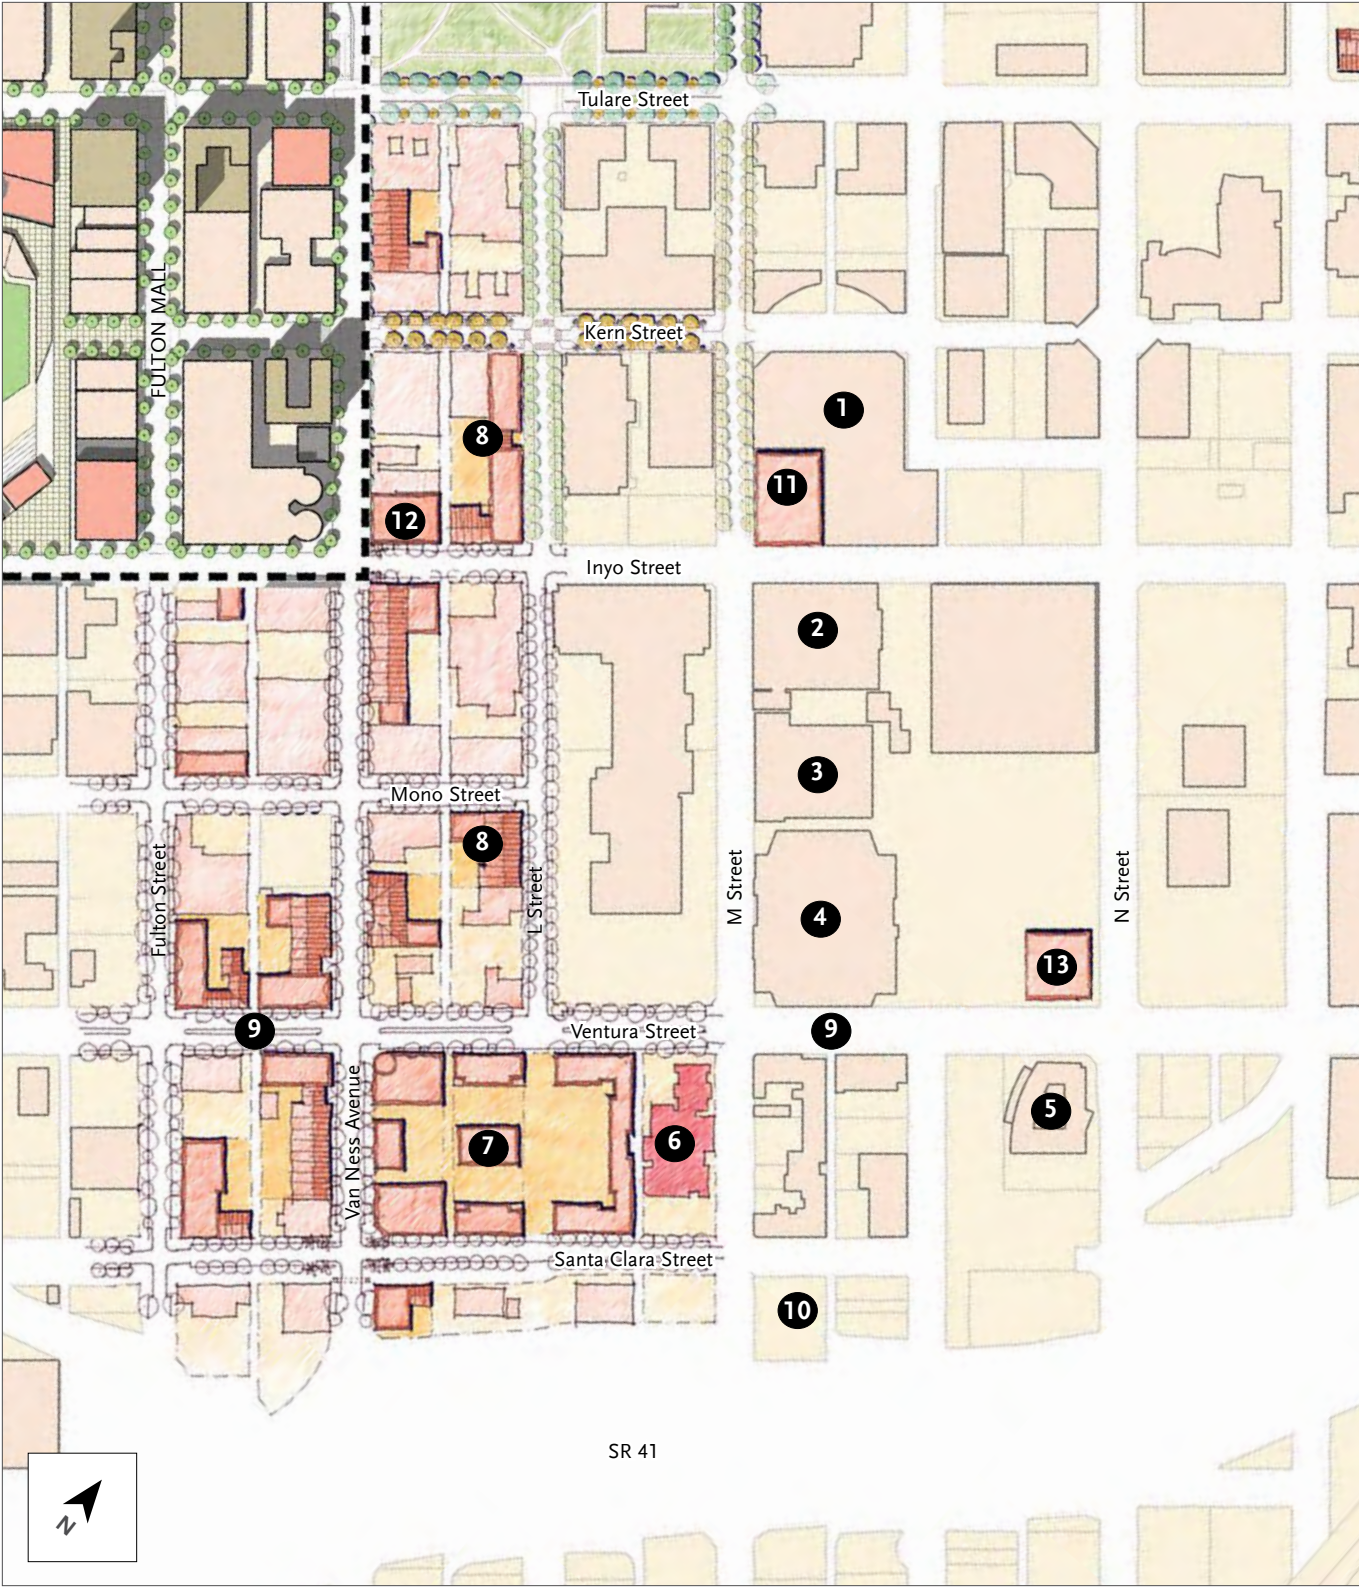 Tulare Street
FULTON MALL
Kern Street
1
8
11
12
Inyo Street
2
3
Mono Street
8
Fulton Street
L Street
M Street
N Street
4
13
9
Ventura Street
9
Van Ness Avenue
5
7
6
Santa Clara Street
10
SR 41
N